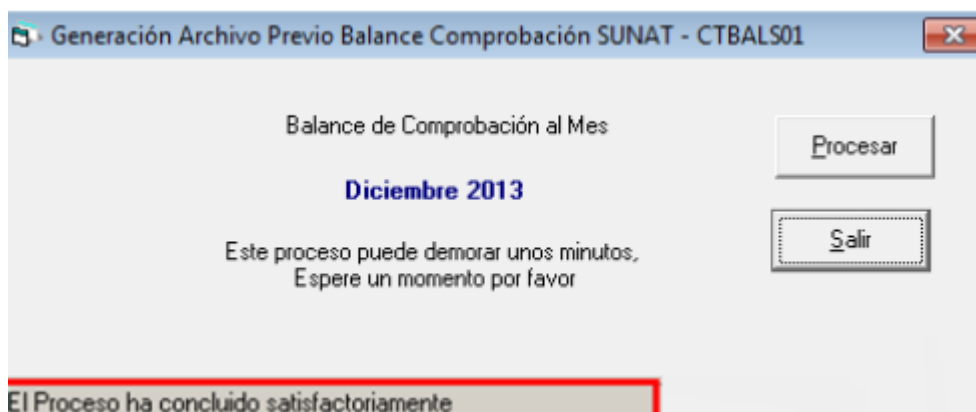 Generación Archivo Previo Balance Comprobación SUNAT - CTBALS01
Balance de Comprobación al Mes
Procesar
Diciembre 2013
Salir
Este proceso puede demorar unos minutos,
Espere un momento por favor
El Proceso ha concluido satisfactoriamente